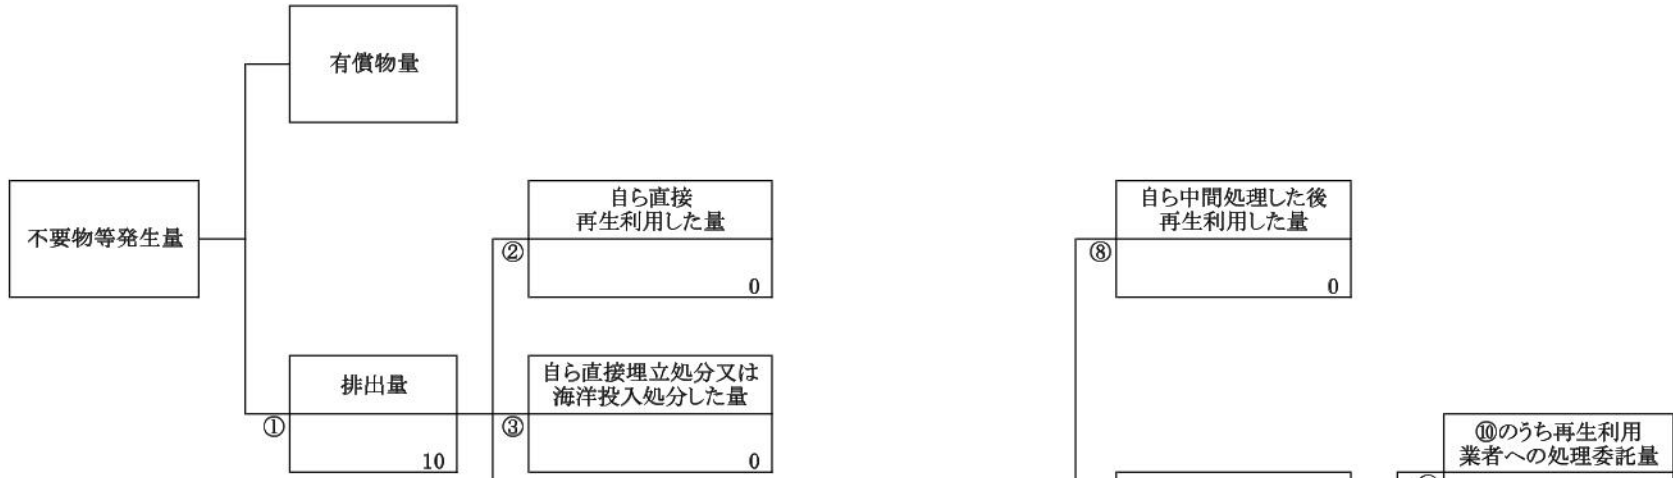 有償物量
不要物等発生量
自ら直接
再生利用した量
②
0
自ら中間処理した後
再生利用した量
⑧
0
排出量
①
10
自ら直接埋立処分又は
海洋投入処分した量
③
0
⑩のうち再生利用
業者への処理委託量